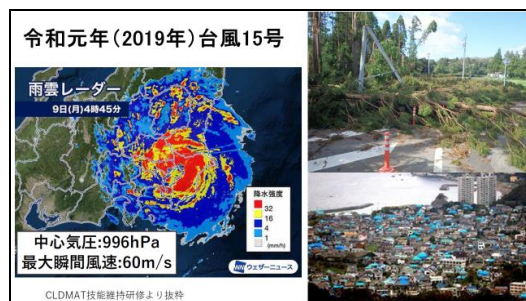 令和元年(2019年)台風15号
雨雲レーダー
9日(月)4時45分
降水強度
32
16
4
1
(mm/h)
中心気圧:996hPa
最大瞬間風速:60m/s
ウェザーニュース
CLDMAT技能維持研修より抜粋